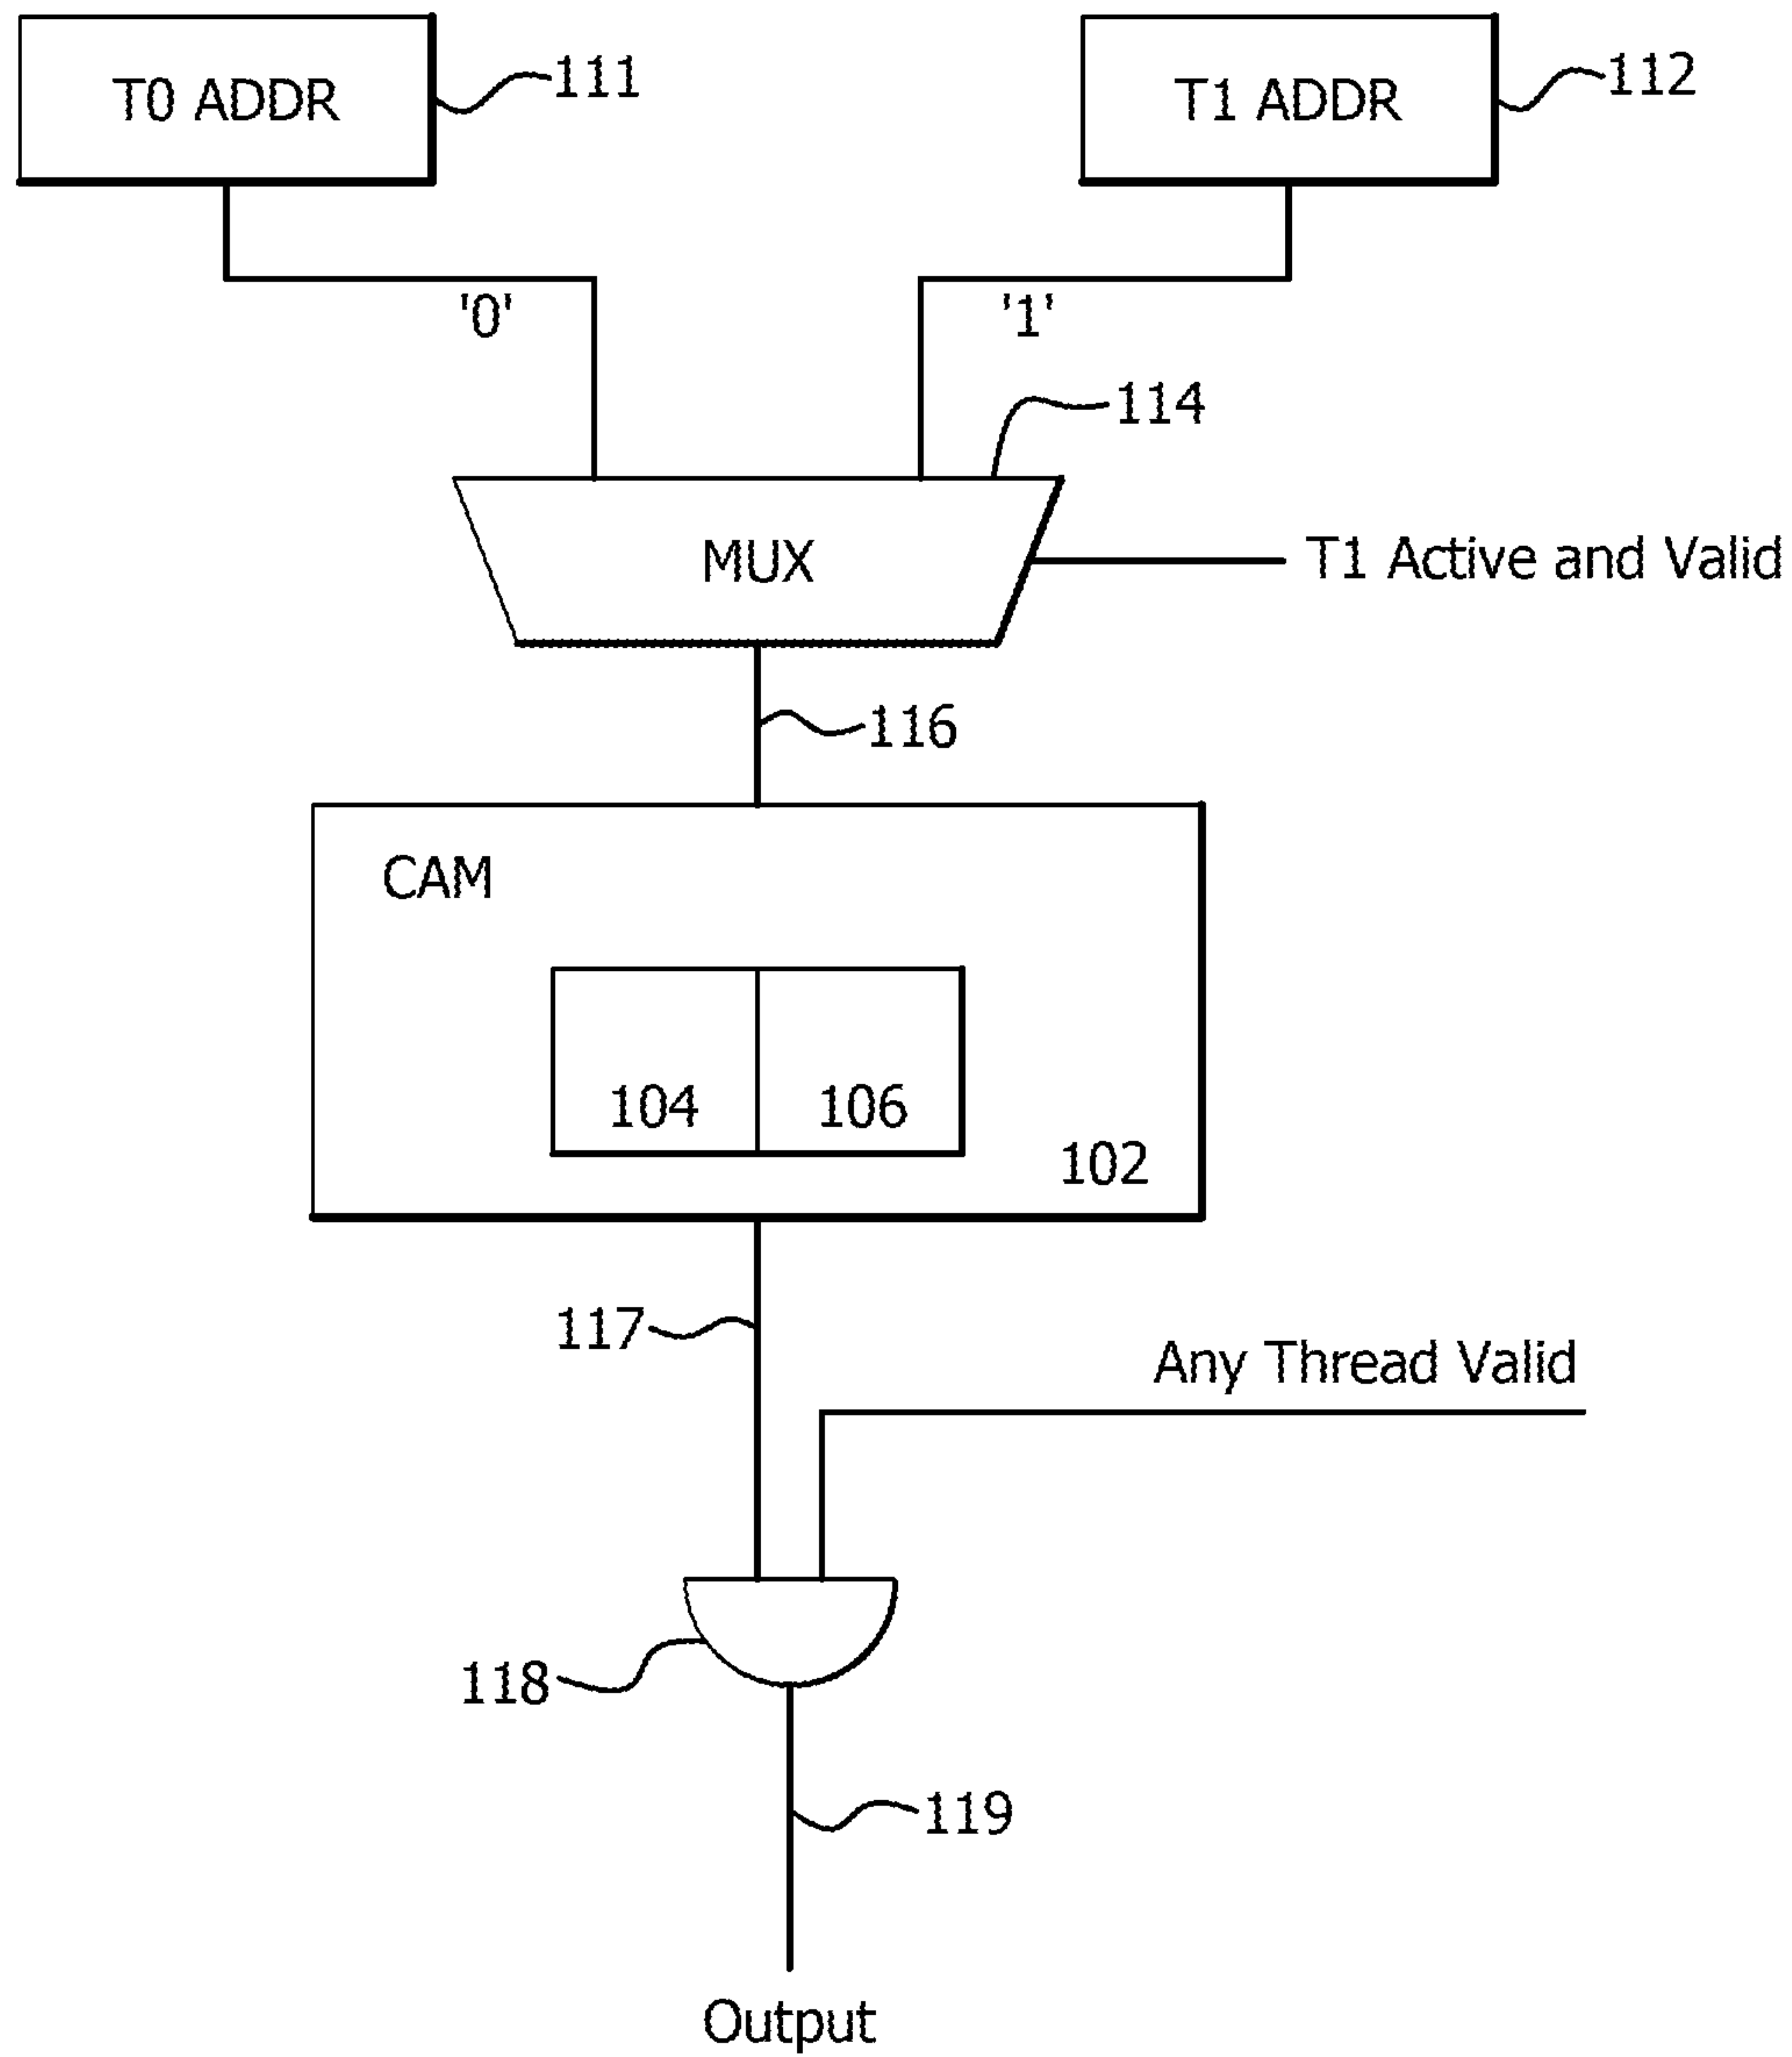 T0 ADDR
111
T1 ADDR
112
'0'
'1'
114
MUX
T1 Active and Valid
116
CAM
104
106
102
117
Any Thread Valid
118
119
Output